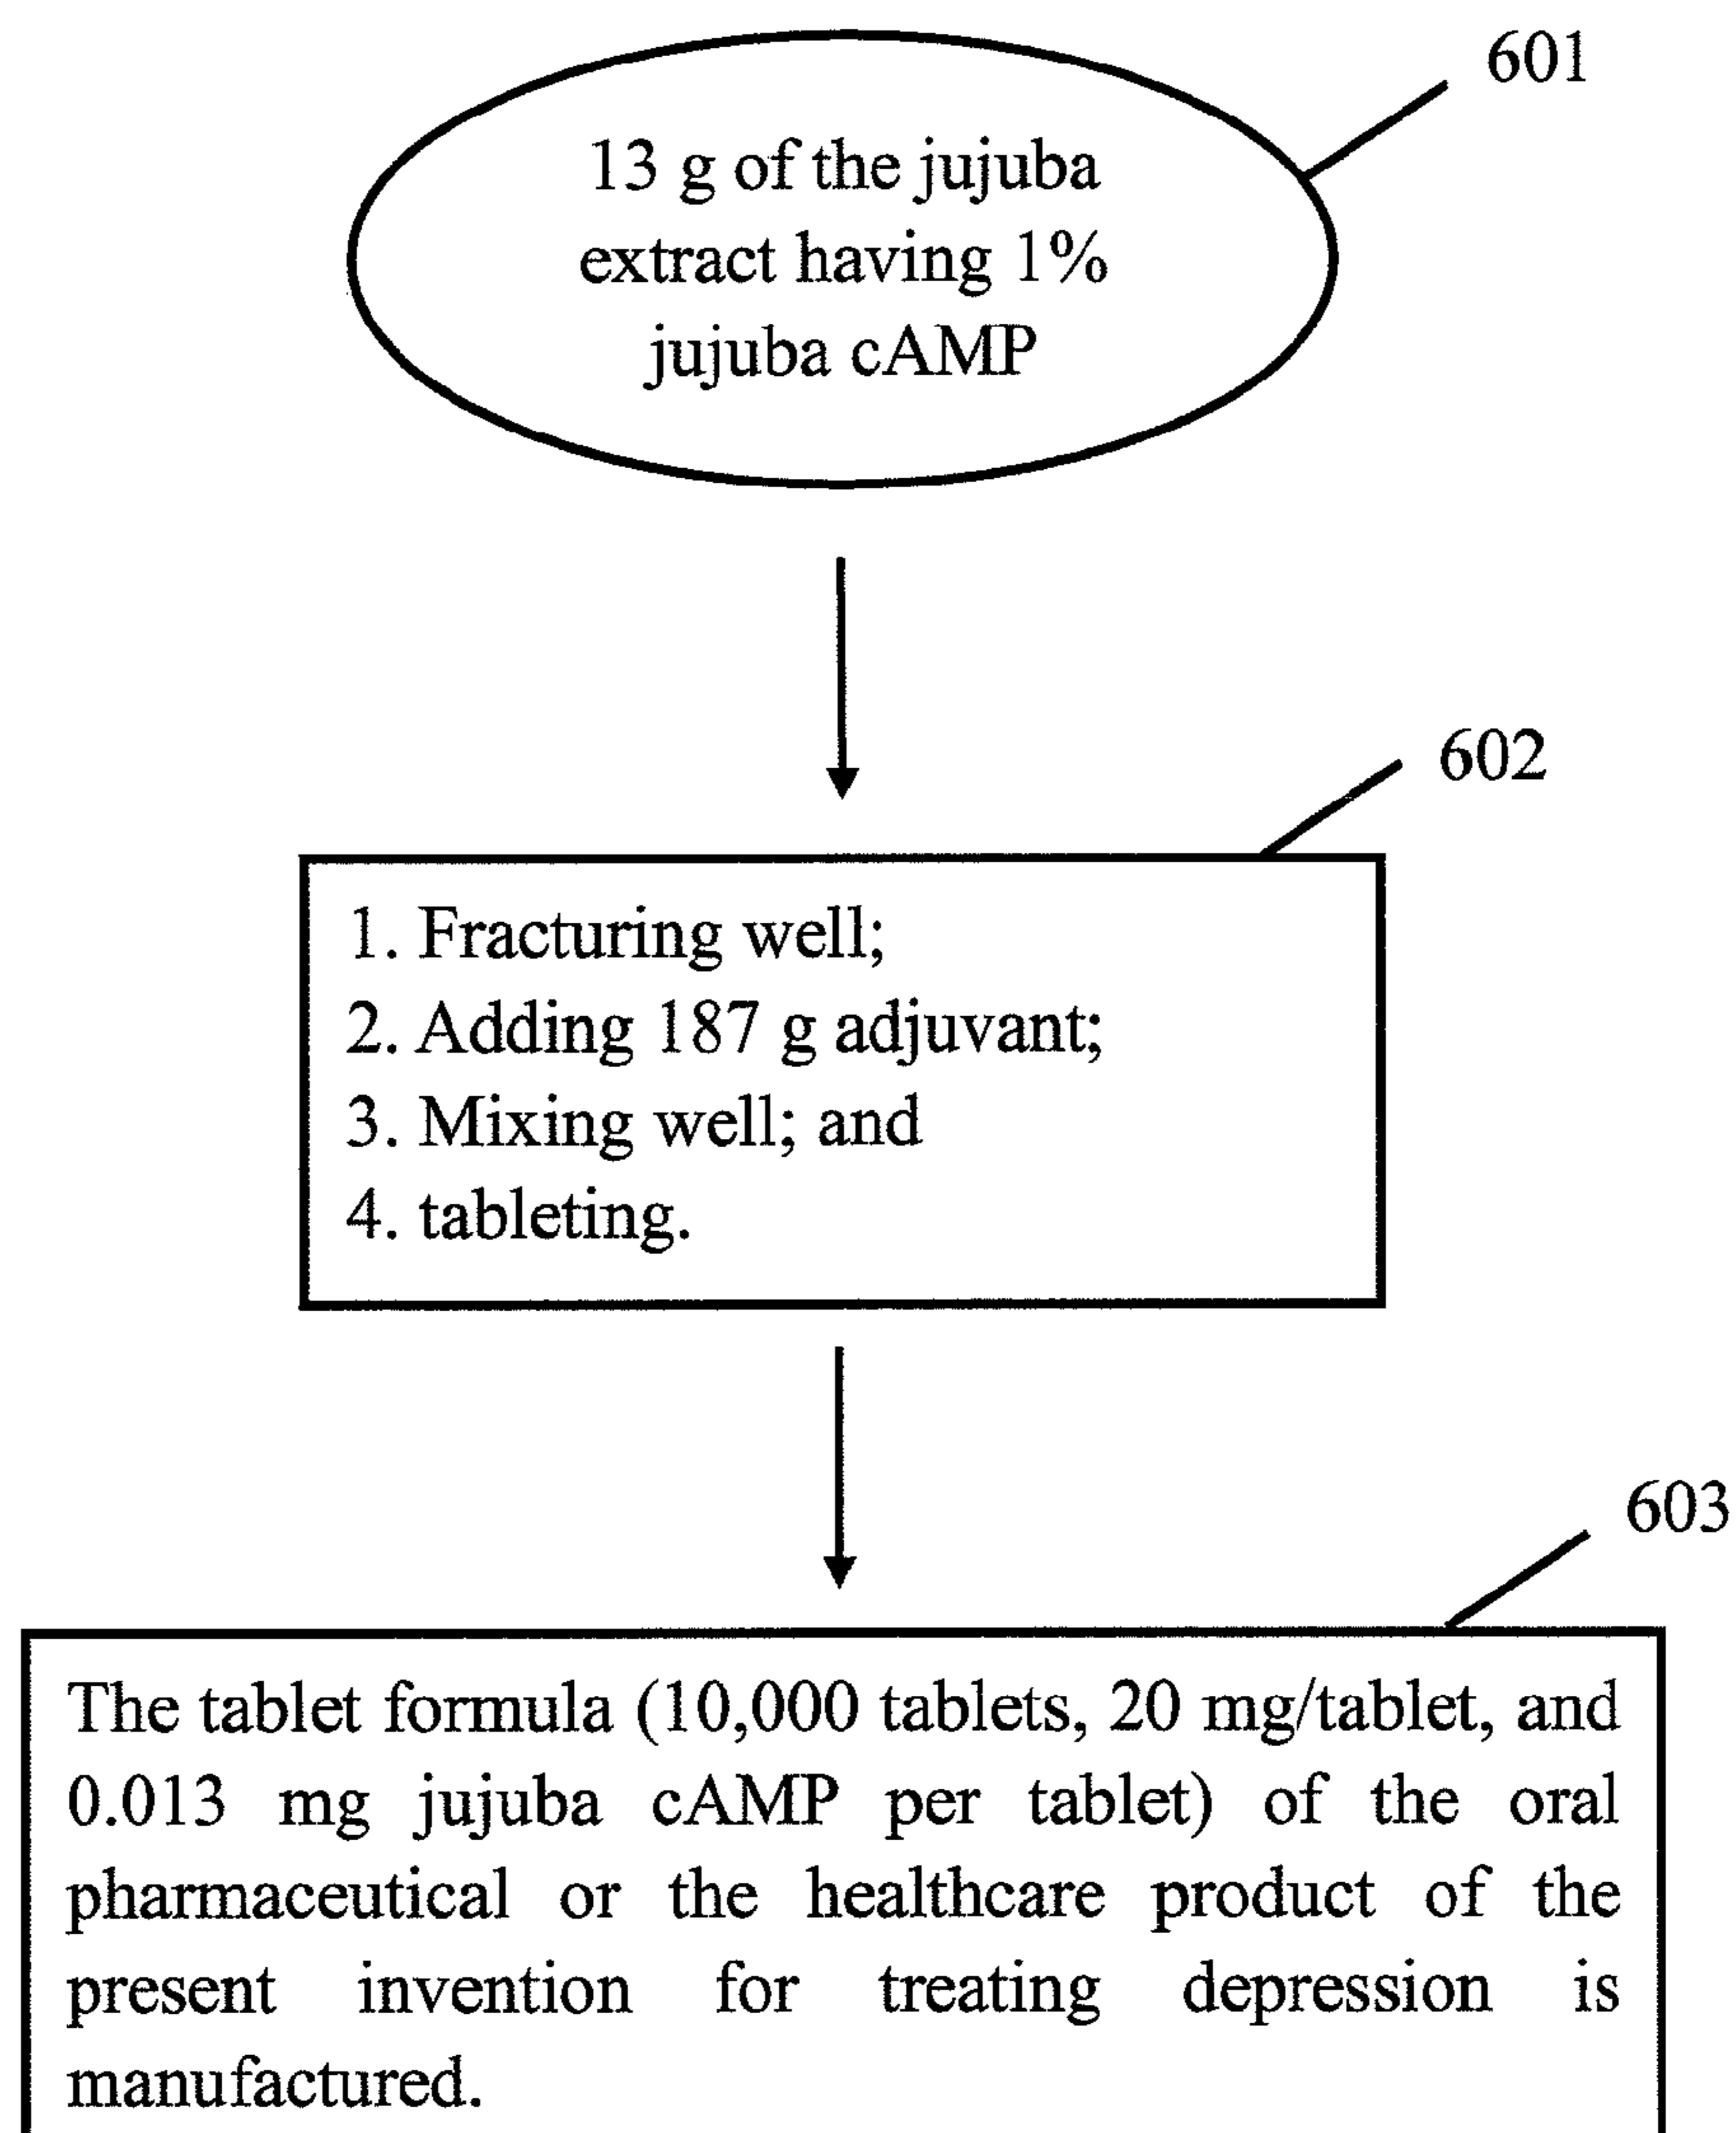 601
13 g of the jujuba
extract having 1%
jujuba cAMP
602
1. Fracturing well;
2. Adding 187 g adjuvant;
3. Mixing well; and
4. tableting.
603
The tablet formula (10,000 tablets, 20 mg/tablet, and
0.013 mg jujuba cAMP per tablet) of the oral
pharmaceutical or the healthcare product of the
present invention for treating depression is
manufactured.